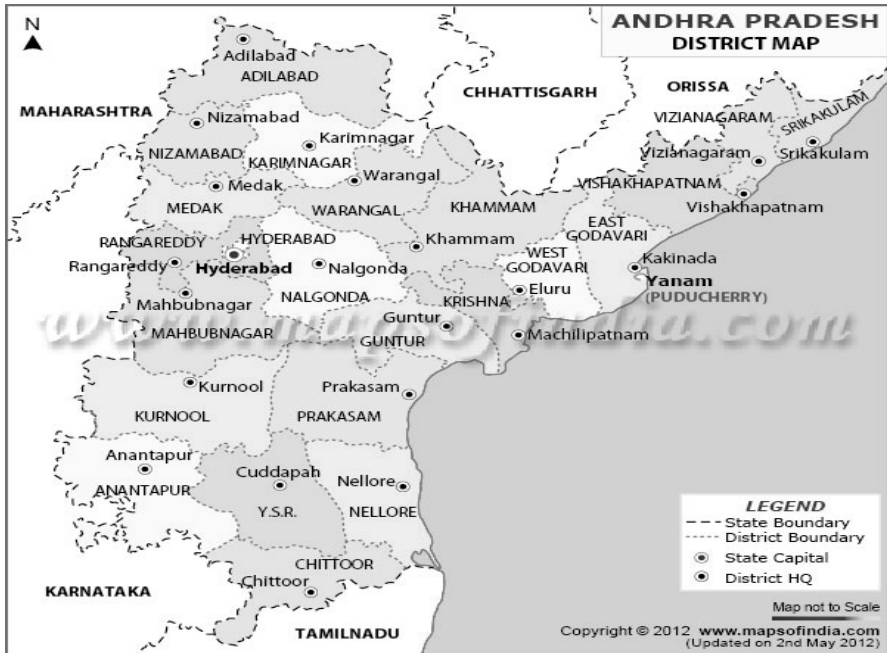 N
ANDHRA PRADESH
DISTRICT MAP
Adilabad
ADILABAD
MAHARASHTRA
CHHATTISGARH
ORISSA
VIZIANAGARAM
SRIKAKULAM
Nizamabad
NIZAMABAD
Karimnagar
KARIMNAGAR
Vizianagaram
Srikakulam
Medak
MEDAK
Warangal
WARANGAL
KHAMMAM
VISHAKHAPATNAM
Vishakhapatnam
RANGAREDDY
HYDERABAD
Rangareddy
Hyderabad
Khammam
EAST
GODAVARI
WEST
GODAVARI
Nalgonda
NALGONDA
Kakinada
Yanam
(PUDUCHERRY)
Mahbubnagar
MAHBUBNAGAR
KRISHNA
Eluru
Guntur
GUNTUR
Machilipatnam
www.mapsofindia.com
Kurnool
KURNOOL
Prakasam
PRAKASAM
Anantapur
ANANTAPUR
Cuddapah
Y.S.R.
Nellore
NELLORE
CHITTOOR
Chittoor
KARNATAKA
TAMILNADU
LEGEND
State Boundary
District Boundary
State Capital
District HQ
Map not to Scale
Copyright © 2012 www.mapsofindia.com
(Updated on 2nd May 2012)